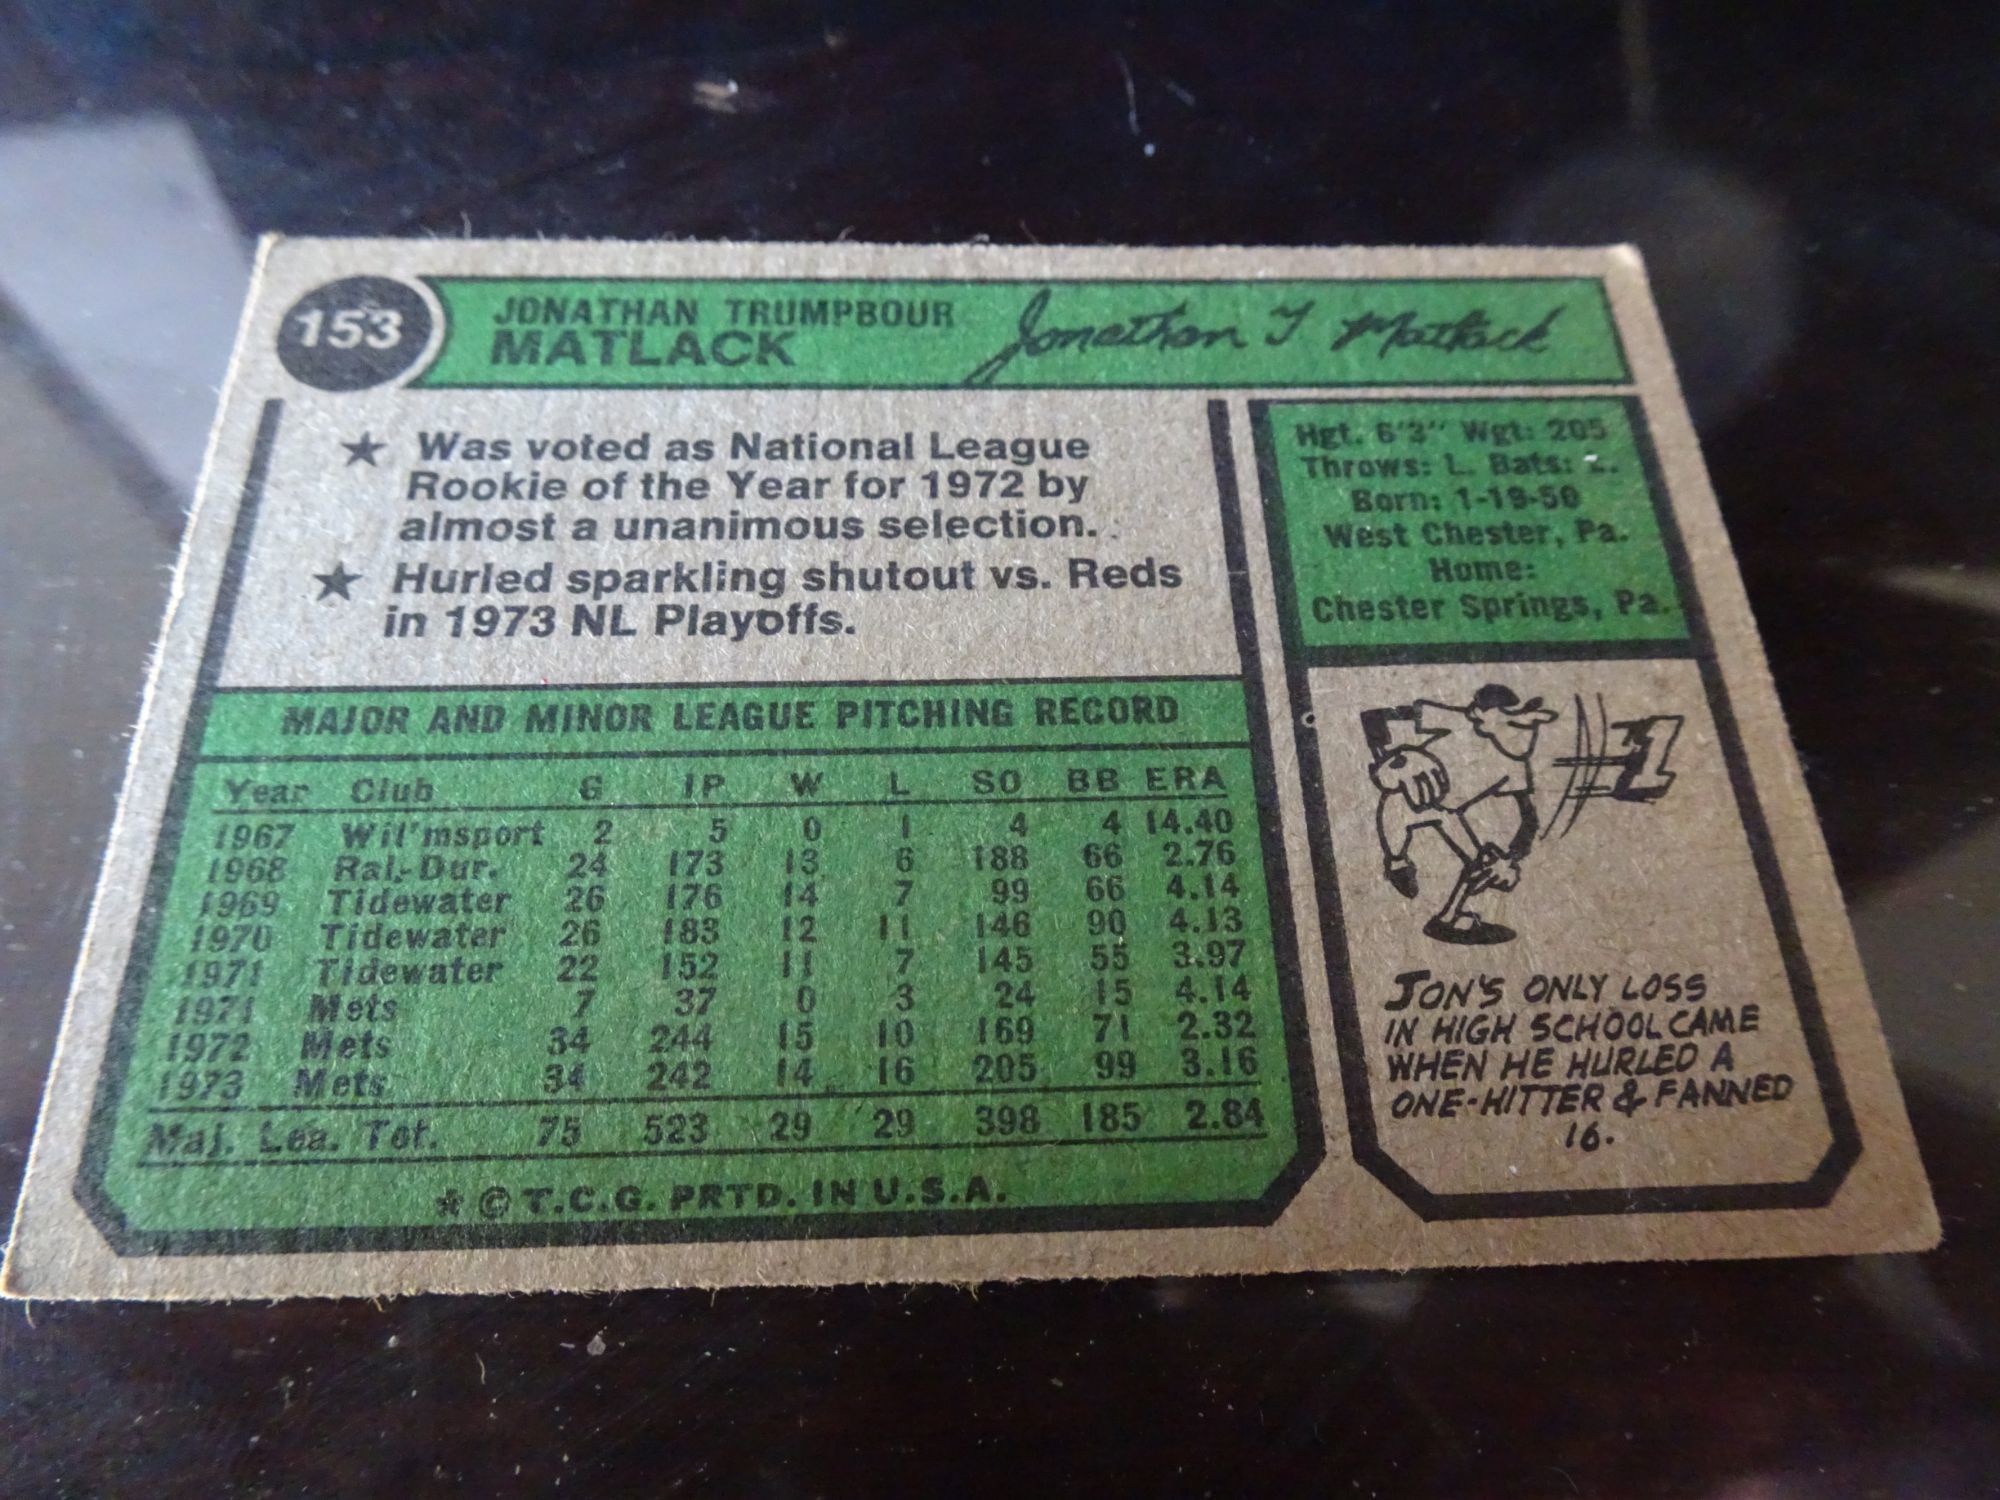 153
JONATHAN TRUMPBOUR
MATLACK
Jonathan T Matlack
★ Was voted as National League
Rookie of the Year for 1972 by
almost a unanimous selection.
★ Hurled sparkling shutout vs. Reds
in 1973 NL Playoffs.
Hgt. 6'3" Wgt: 205
Throws: L. Bats: L.
Born: 1-19-50
West Chester, Pa.
Home:
Chester Springs, Pa.
MAJOR AND MINOR LEAGUE PITCHING RECORD
Year Club G IP W L SO BB ERA
1967 Wil'msport 2 5 0 1 4 4 14.40
1968 Ral.-Dur. 24 173 13 6 188 66 2.76
1969 Tidewater 26 176 14 7 99 66 4.14
1970 Tidewater 26 183 12 11 146 90 4.13
1971 Tidewater 22 152 11 7 145 55 3.97
1971 Mets 7 37 0 3 24 15 4.14
1972 Mets 34 244 15 10 169 71 2.32
1973 Mets 34 242 14 16 205 99 3.16
Maj. Lea. Tot. 75 523 29 29 398 185 2.84
* © T.C.G. PRTD. IN U.S.A.
#1
JON'S ONLY LOSS
IN HIGH SCHOOL CAME
WHEN HE HURLED A
ONE-HITTER & FANNED
16.